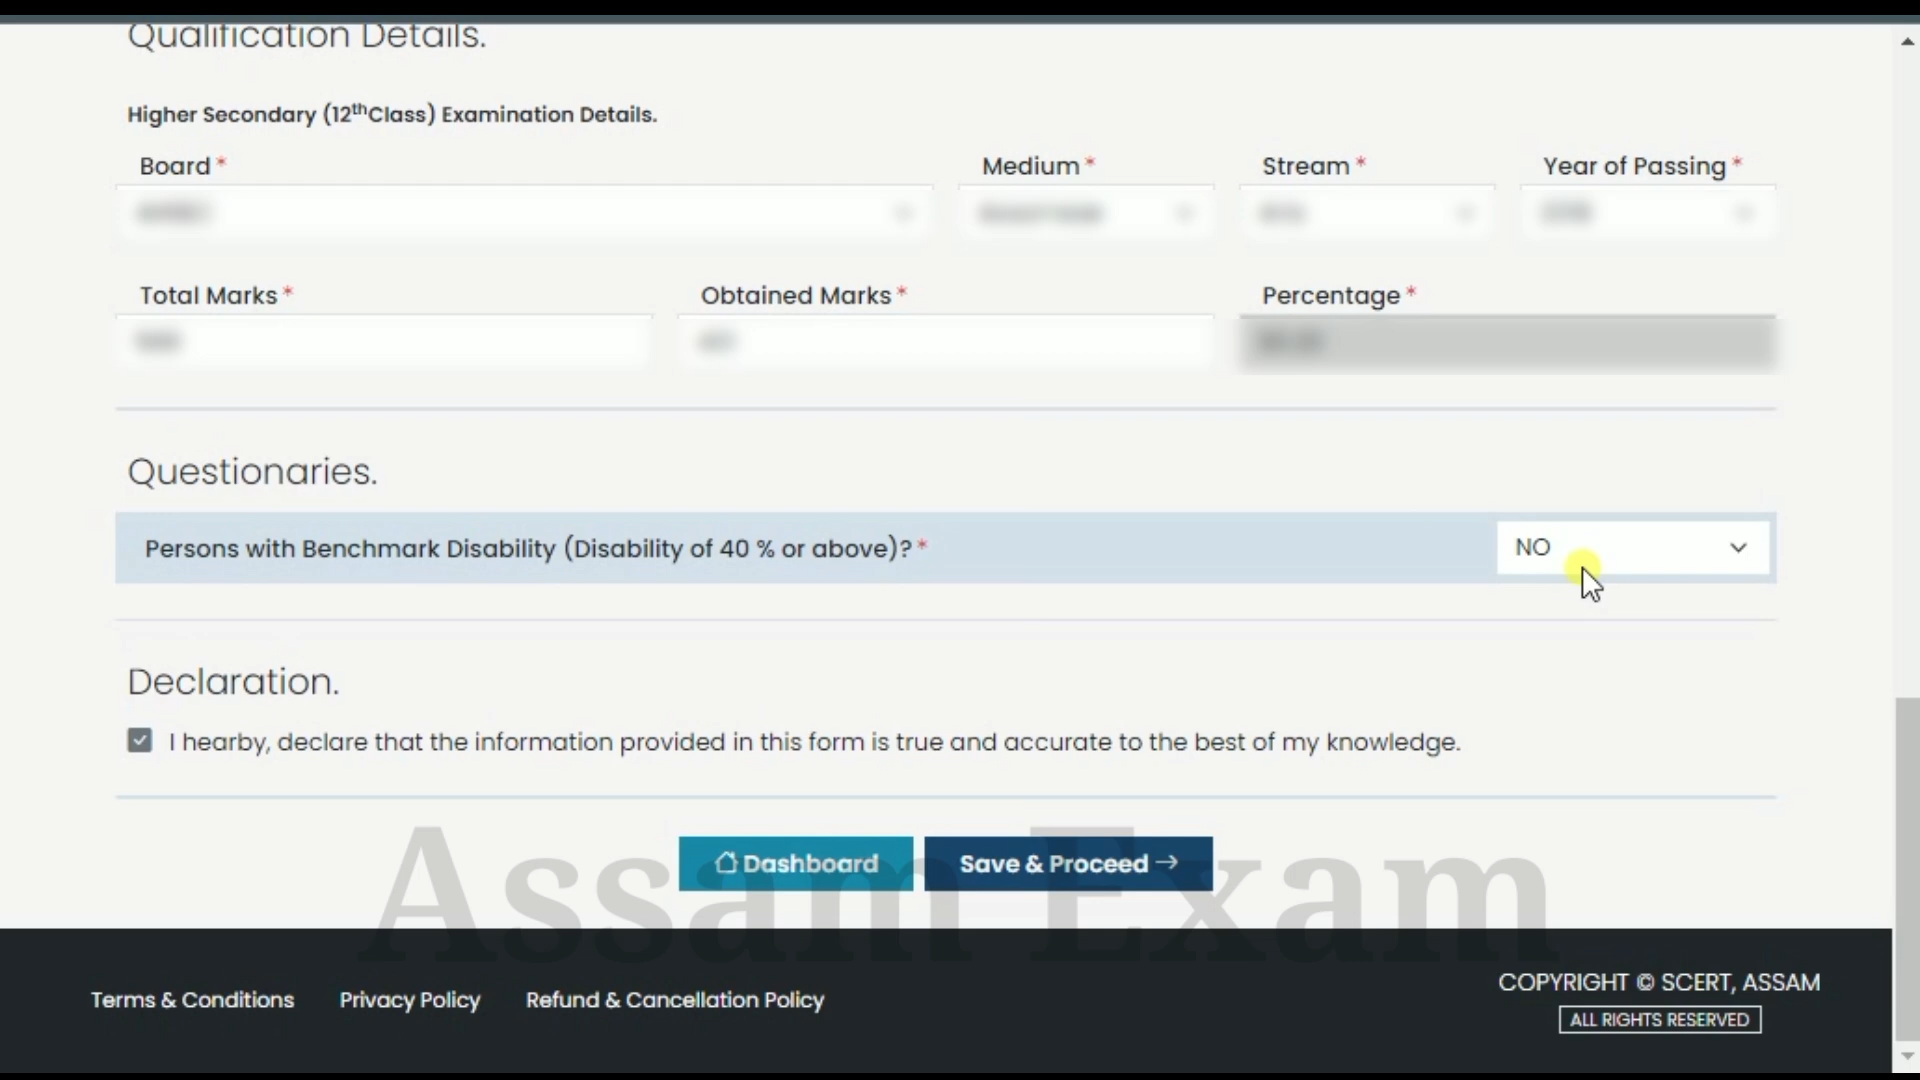 Qualification Details.
Higher Secondary (12thClass) Examination Details.
Board *
Medium *
Stream *
Year of Passing *
Total Marks *
Obtained Marks *
Percentage *
Questionaries.
Persons with Benchmark Disability (Disability of 40 % or above)? *
NO
Declaration.
I hearby, declare that the information provided in this form is true and accurate to the best of my knowledge.
Dashboard
Save & Proceed →
Assam Exam
Terms & Conditions
Privacy Policy
Refund & Cancellation Policy
COPYRIGHT © SCERT, ASSAM
ALL RIGHTS RESERVED